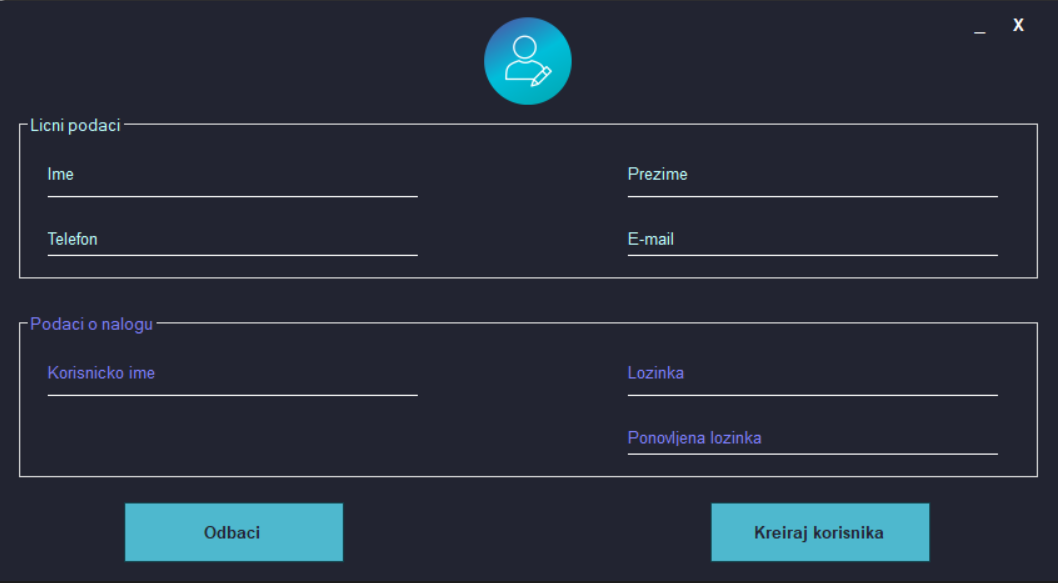 _ X
Licni podaci
Ime Prezime
Telefon E-mail
Podaci o nalogu
Korisnicko ime Lozinka
Ponovljena lozinka
Odbaci Kreiraj korisnika